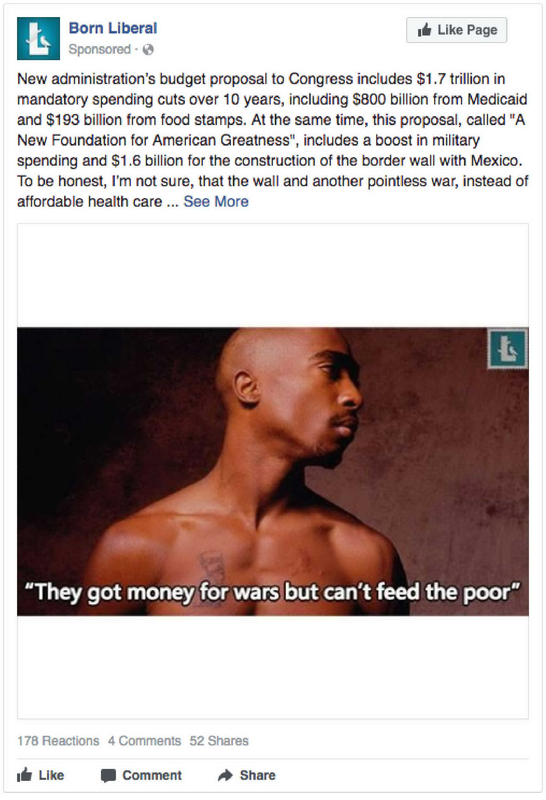 Born Liberal
Like Page
Sponsored ·
New administration's budget proposal to Congress includes $1.7 trillion in
mandatory spending cuts over 10 years, including $800 billion from Medicaid
and $193 billion from food stamps. At the same time, this proposal, called "A
New Foundation for American Greatness", includes a boost in military
spending and $1.6 billion for the construction of the border wall with Mexico.
To be honest, I'm not sure, that the wall and another pointless war, instead of
affordable health care ... See More
"They got money for wars but can't feed the poor"
178 Reactions 4 Comments 52 Shares
Like Comment Share